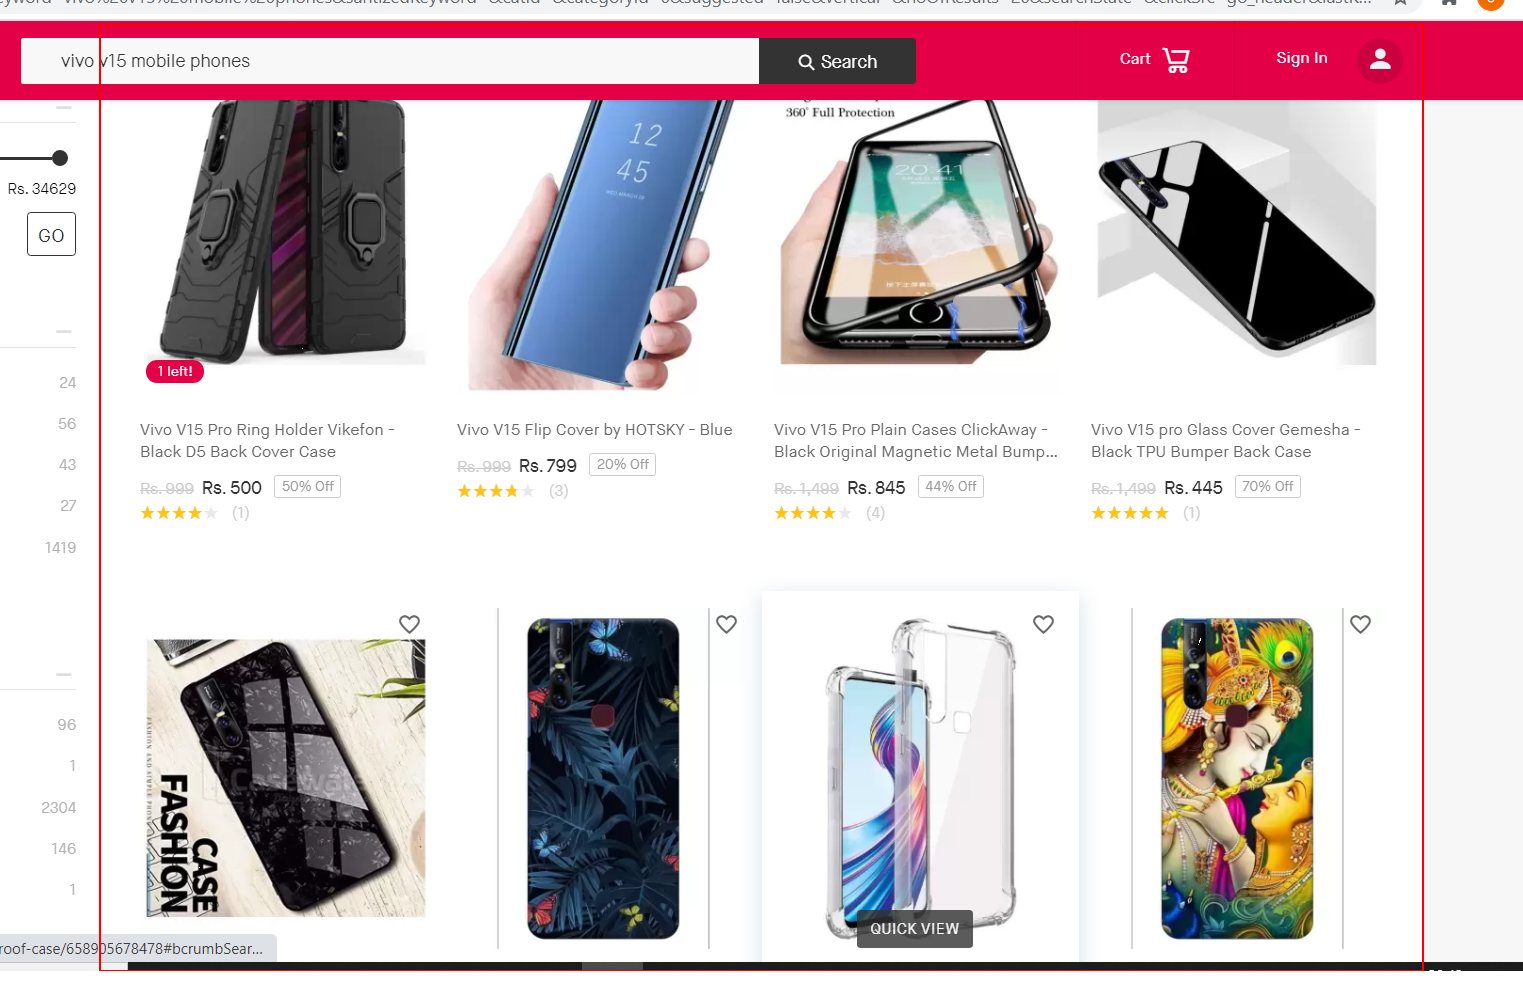 vivo v15 mobile phones
Search
Cart
Sign In
Rs. 34629
GO
24
56
43
27
1419
96
1
2304
146
1
360° Full Protection
12
45
20:41
1 left!
Vivo V15 Pro Ring Holder Vikefon -
Black D5 Back Cover Case
Rs. 999 Rs. 500 50% Off
(1)
Vivo V15 Flip Cover by HOTSKY - Blue
Rs. 999 Rs. 799 20% Off
(3)
Vivo V15 Pro Plain Cases ClickAway -
Black Original Magnetic Metal Bump...
Rs. 1,499 Rs. 845 44% Off
(4)
Vivo V15 pro Glass Cover Gemesha -
Black TPU Bumper Back Case
Rs. 1,499 Rs. 445 70% Off
(1)
FASHION
CASE
QUICK VIEW
roof-case/658905678478#bcrumbSear...